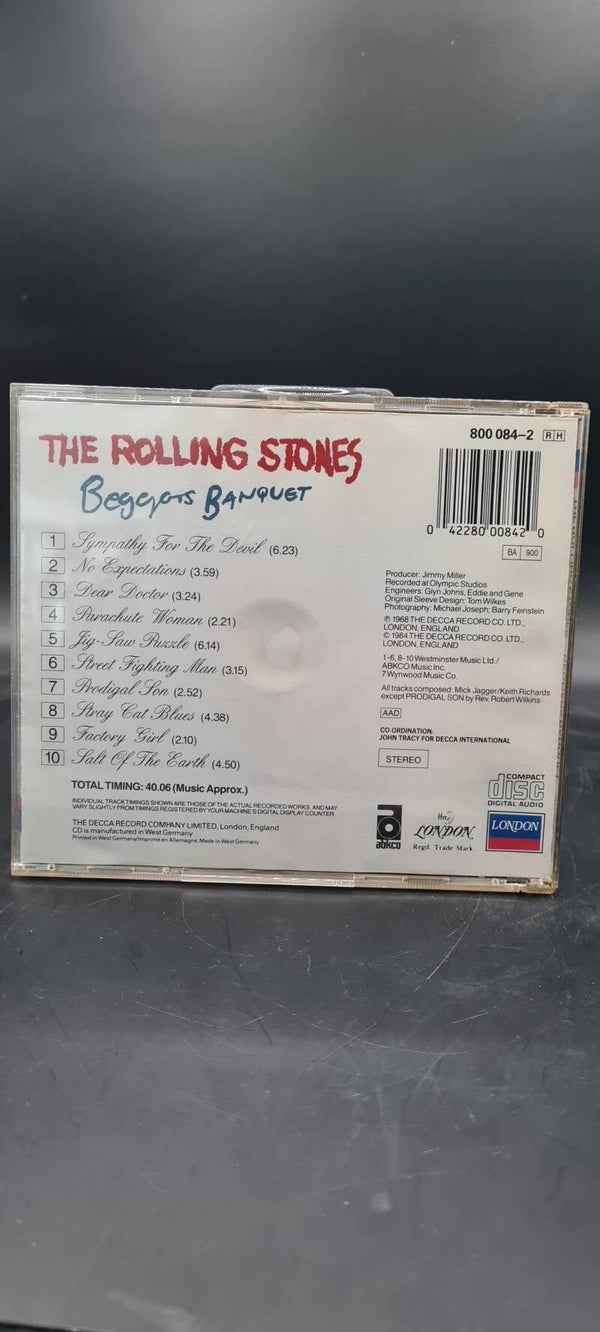 THE ROLLING STONES
Beggars BANQUET
1 Sympathy For The Devil (6.23)
2 No Expectations (3.59)
3 Dear Doctor (3.24)
4 Parachute Woman (2.21)
5 Jig-Saw Puzzle (6.14)
6 Street Fighting Man (3.15)
7 Prodigal Son (2.52)
8 Stray Cat Blues (4.38)
9 Factory Girl (2.10)
10 Salt Of The Earth (4.50)
TOTAL TIMING: 40.06 (Music Approx.)
INDIVIDUAL TRACK TIMINGS SHOWN ARE THOSE OF THE ACTUAL RECORDED WORKS, AND MAY
VARY SLIGHTLY FROM TIMINGS REGISTERED BY YOUR MACHINE'S DIGITAL DISPLAY COUNTER.
THE DECCA RECORD COMPANY LIMITED, London, England
CD is manufactured in West Germany
Printed in West Germany/Imprimé en Allemagne. Made in West Germany
800 084-2 RH
0 42280 00842 0
BA 900
Producer: Jimmy Miller
Recorded at Olympic Studios
Engineers: Glyn Johns, Eddie and Gene
Original Sleeve Design: Tom Wilkes
Photography: Michael Joseph; Barry Feinstein
℗ 1968 THE DECCA RECORD CO. LTD.,
LONDON, ENGLAND
© 1984 THE DECCA RECORD CO. LTD.,
LONDON, ENGLAND
1-6, 8-10 Westminster Music Ltd./
ABKCO Music Inc.
7 Wynwood Music Co.
All tracks composed: Mick Jagger/Keith Richards
except PRODIGAL SON by Rev. Robert Wilkins
AAD
CO-ORDINATION:
JOHN TRACY FOR DECCA INTERNATIONAL
STEREO
abkco
LONDON
Regd. Trade Mark
COMPACT
disc
DIGITAL AUDIO
LONDON